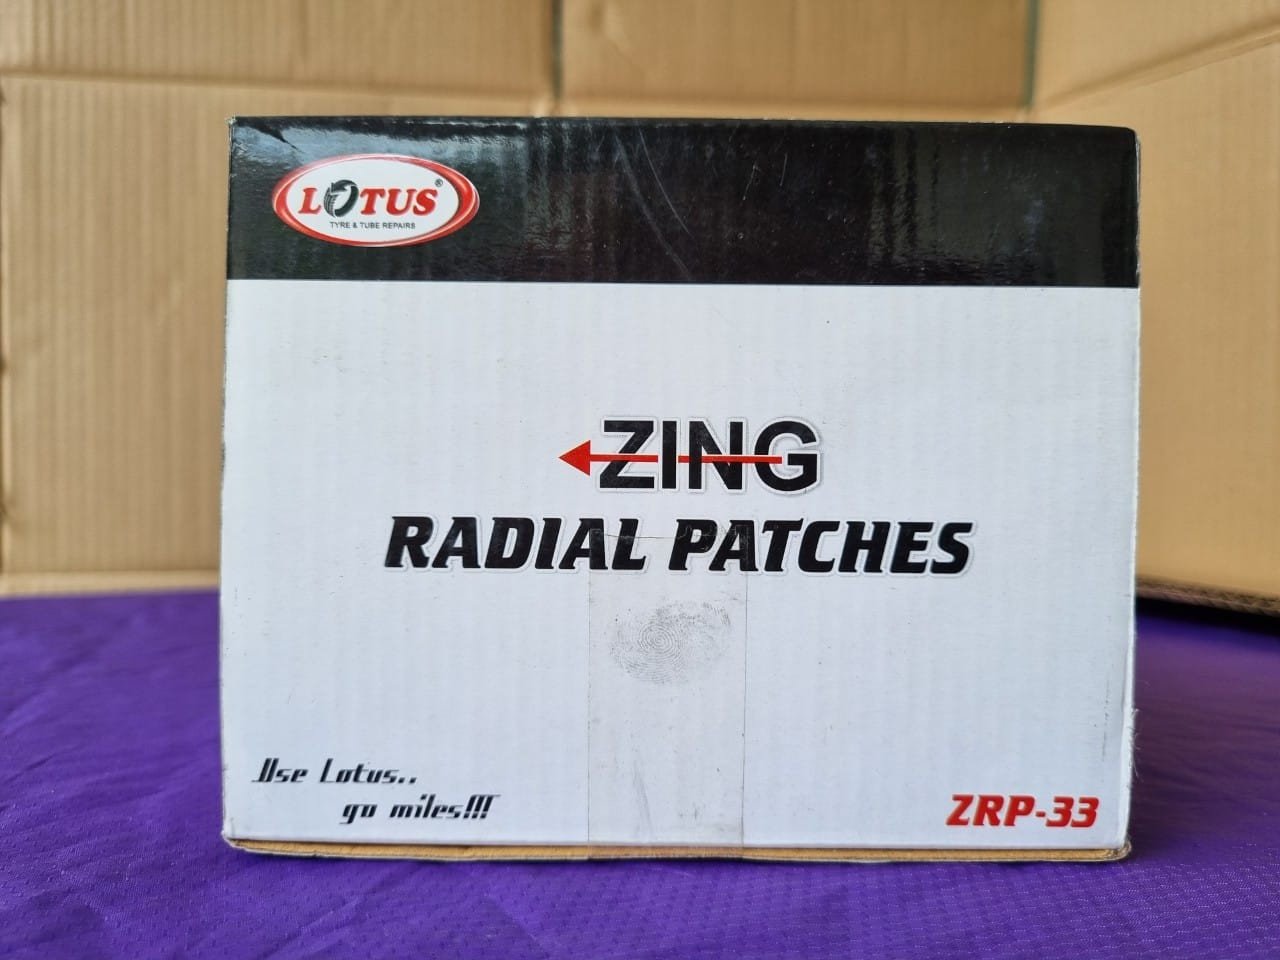 LOTUS®
TYRE & TUBE REPAIRS
ZING
RADIAL PATCHES
Use Lotus..
go miles!!!
ZRP-33